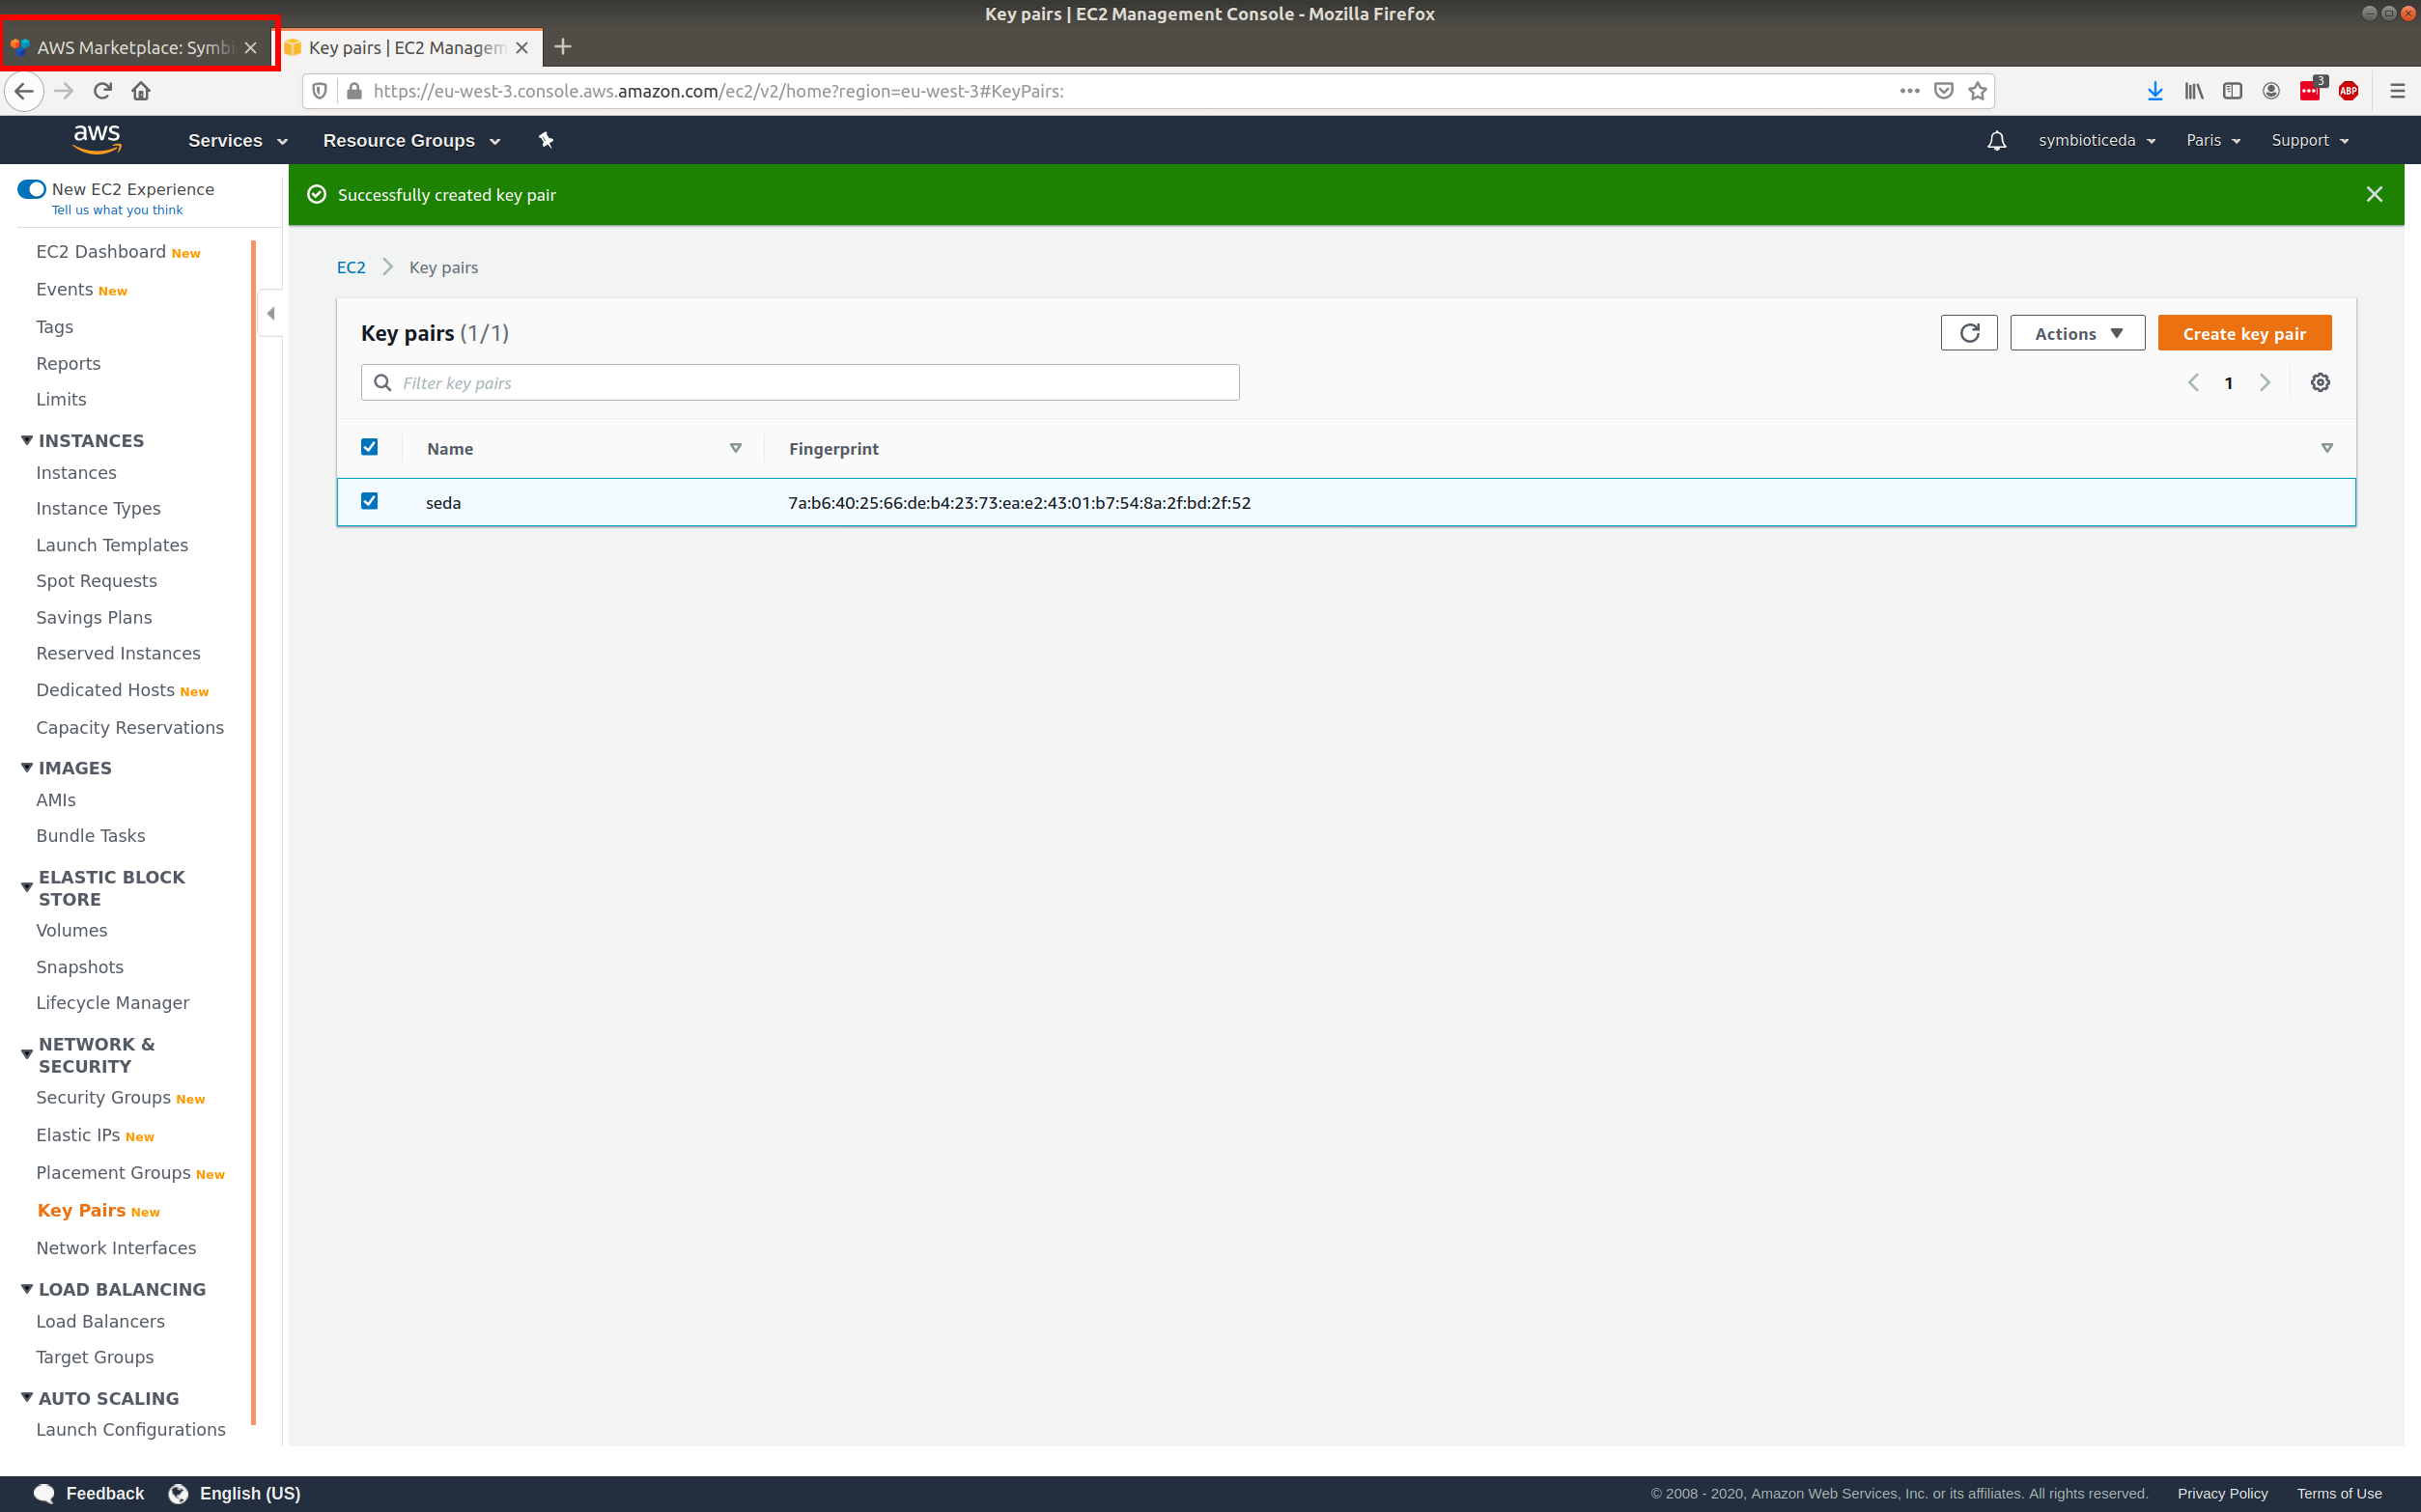 Key pairs | EC2 Management Console - Mozilla Firefox
AWS Marketplace: Symbi
Key pairs | EC2 Managem
https://eu-west-3.console.aws.amazon.com/ec2/v2/home?region=eu-west-3#KeyPairs:
3
ABP
aws
Services
Resource Groups
symbioticeda
Paris
Support
New EC2 Experience
Tell us what you think
Successfully created key pair
EC2 Dashboard New
Events New
Tags
Reports
Limits
INSTANCES
Instances
Instance Types
Launch Templates
Spot Requests
Savings Plans
Reserved Instances
Dedicated Hosts New
Capacity Reservations
IMAGES
AMIs
Bundle Tasks
ELASTIC BLOCK
STORE
Volumes
Snapshots
Lifecycle Manager
NETWORK &
SECURITY
Security Groups New
Elastic IPs New
Placement Groups New
Key Pairs New
Network Interfaces
LOAD BALANCING
Load Balancers
Target Groups
AUTO SCALING
Launch Configurations
EC2 Key pairs
Key pairs (1/1)
Actions
Create key pair
Filter key pairs
1
Name
Fingerprint
seda
7a:b6:40:25:66:de:b4:23:73:ea:e2:43:01:b7:54:8a:2f:bd:2f:52
Feedback
English (US)
© 2008 - 2020, Amazon Web Services, Inc. or its affiliates. All rights reserved.
Privacy Policy
Terms of Use